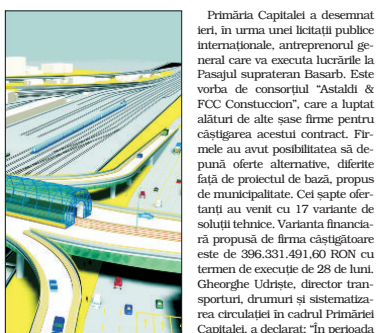 Primăria Capitalei a desemnat
ieri, în urma unei licitații publice
internaționale, antreprenorul ge-
neral care va executa lucrările la
Pasajul suprateran Basarb. Este
vorba de consorțiul "Astaldi &
FCC Constuccion", care a luptat
alături de alte șase firme pentru
câștigarea acestui contract. Fir-
mele au avut posibilitatea să de-
pună oferte alternative, diferite
față de proiectul de bază, propus
de municipalitate. Cei șapte ofer-
tanți au venit cu 17 variante de
soluții tehnice. Varianta financia-
ră propusă de firma câștigătoare
este de 396.331.491,60 RON cu
termen de execuție de 28 de luni.
Gheorghe Udriște, director tran-
sporturi, drumuri și sistematiza-
rea circulației în cadrul Primăriei
Capitalei, a declarat: "În perioada